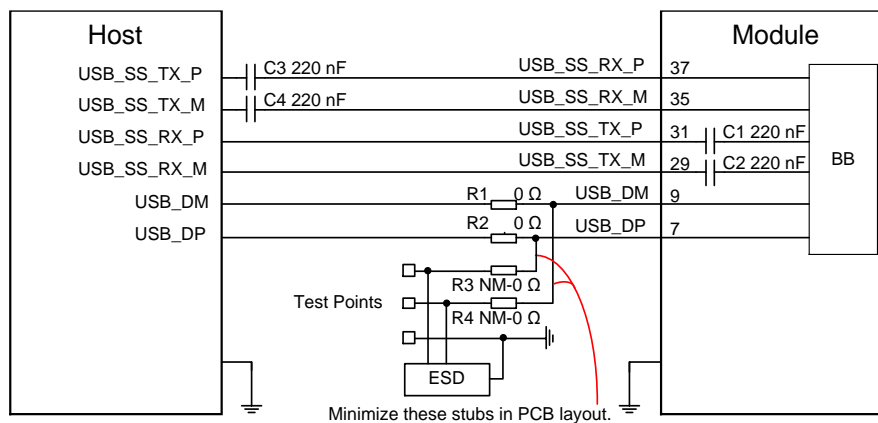 Host
Module
USB_SS_TX_P
C3 220 nF
USB_SS_RX_P
37
USB_SS_TX_M
C4 220 nF
USB_SS_RX_M
35
USB_SS_RX_P
USB_SS_TX_P
31
C1 220 nF
USB_SS_RX_M
USB_SS_TX_M
29
C2 220 nF
BB
USB_DM
R1
0 Ω
USB_DM
9
USB_DP
R2
0 Ω
USB_DP
7
R3 NM-0 Ω
Test Points
R4 NM-0 Ω
ESD
Minimize these stubs in PCB layout.